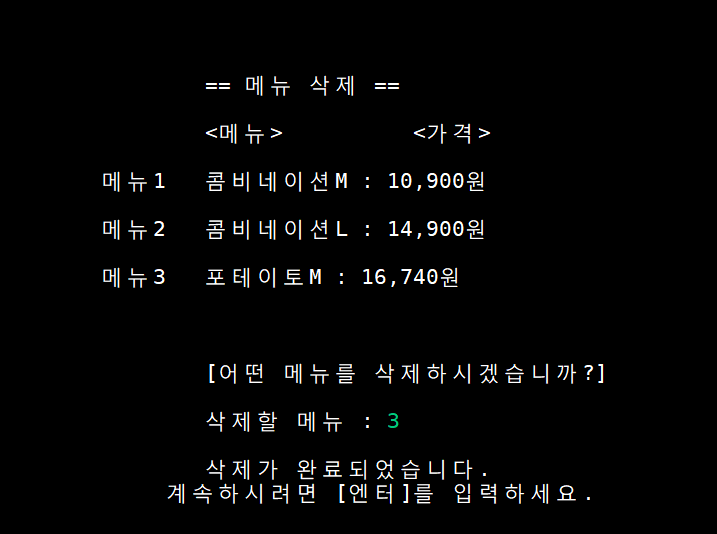 == 메뉴 삭제 ==
<메뉴> <가격>
메뉴1 콤비네이션M : 10,900원
메뉴2 콤비네이션L : 14,900원
메뉴3 포테이토M : 16,740원
[어떤 메뉴를 삭제하시겠습니까?]
삭제할 메뉴 : 3
삭제가 완료되었습니다.
계속하시려면 [엔터]를 입력하세요.